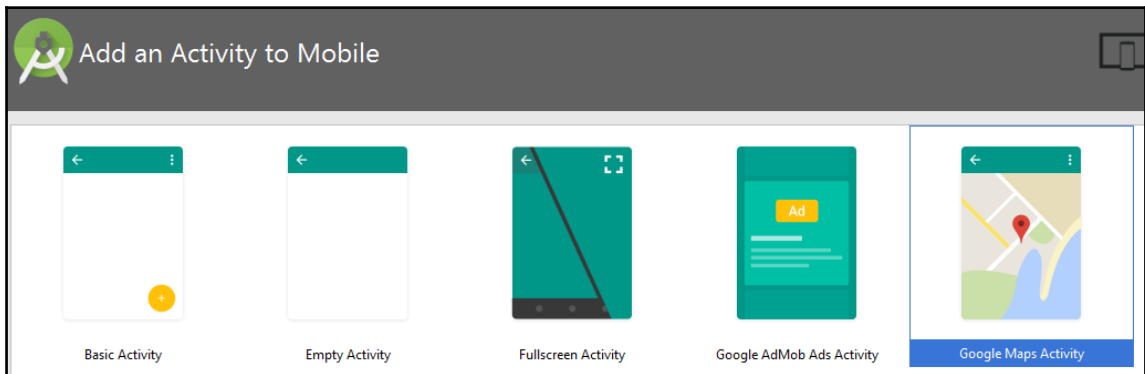 Add an Activity to Mobile
Ad
Basic Activity
Empty Activity
Fullscreen Activity
Google AdMob Ads Activity
Google Maps Activity